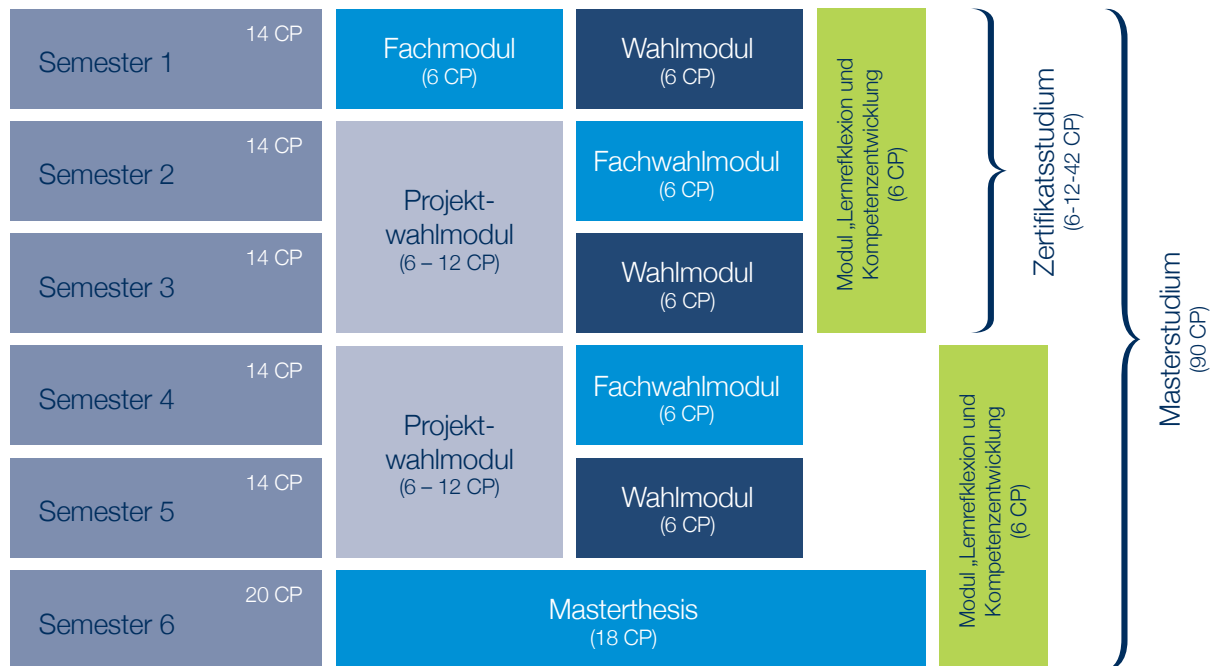 14 CP
Semester 1
Fachmodul
(6 CP)
Wahlmodul
(6 CP)
14 CP
Semester 2
Projekt-
wahlmodul
(6 – 12 CP)
Fachwahlmodul
(6 CP)
14 CP
Semester 3
Wahlmodul
(6 CP)
Modul „Lernrefklexion und
Kompetenzentwicklung
(6 CP)
Zertifikatsstudium
(6-12-42 CP)
Masterstudium
(90 CP)
14 CP
Semester 4
Projekt-
wahlmodul
(6 – 12 CP)
Fachwahlmodul
(6 CP)
14 CP
Semester 5
Wahlmodul
(6 CP)
Modul „Lernrefklexion und
Kompetenzentwicklung
(6 CP)
20 CP
Semester 6
Masterthesis
(18 CP)